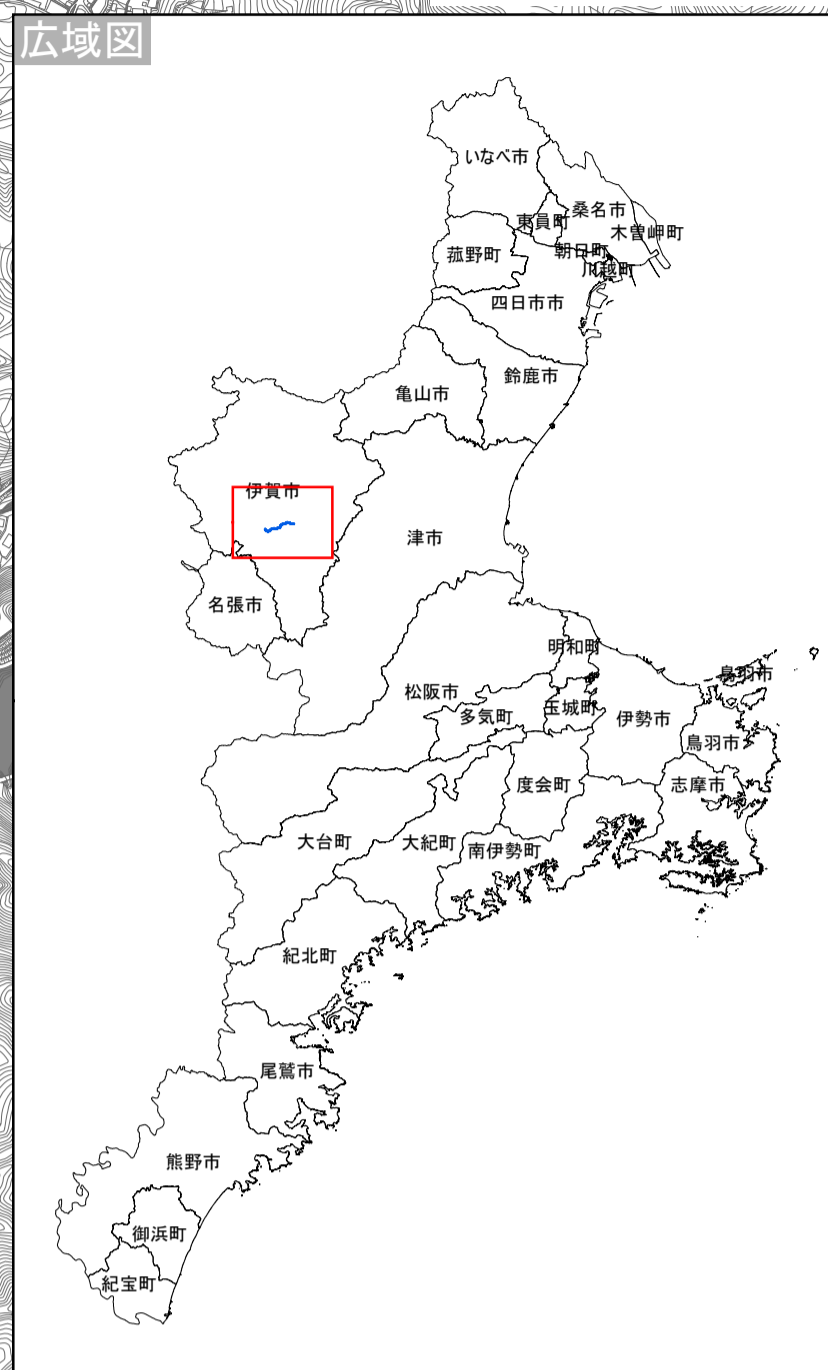 広域図
いなべ市
桑名市
東員町
木曽岬町
朝日町
菰野町
川越町
四日市市
鈴鹿市
亀山市
伊賀市
津市
名張市
明和町
鳥羽市
松阪市
玉城町
多気町
伊勢市
鳥羽市
度会町
志摩市
大台町
大紀町
南伊勢町
紀北町
尾鷲市
熊野市
御浜町
紀宝町